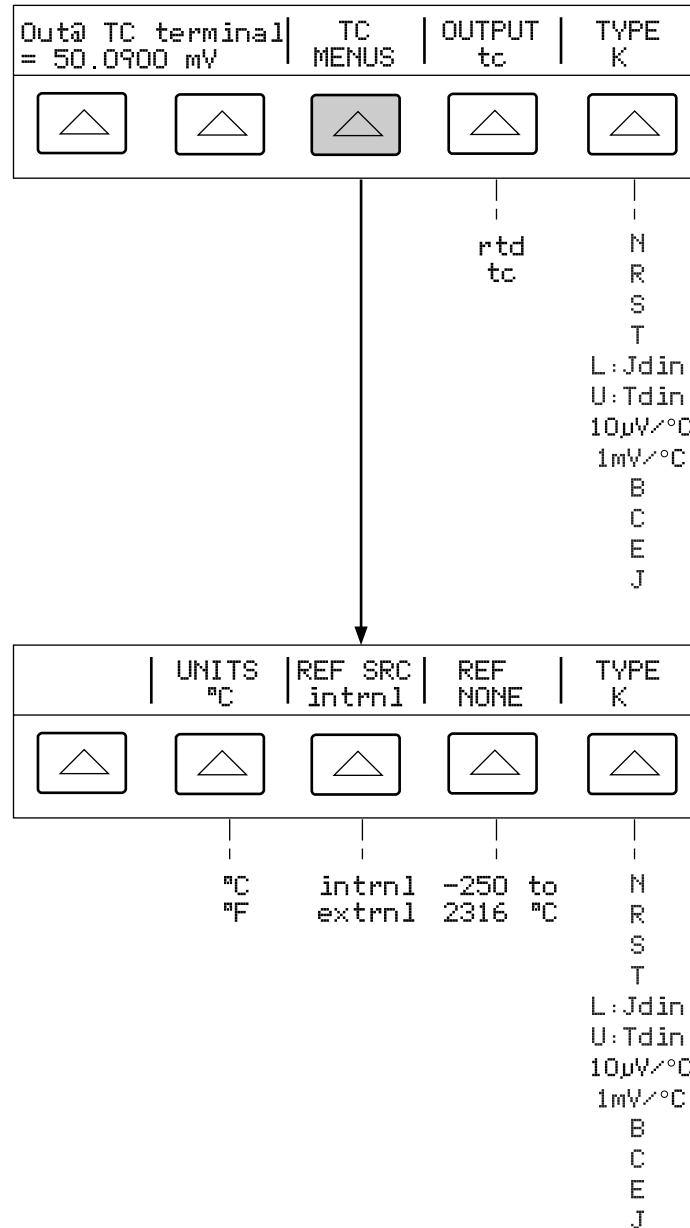 Out@ TC terminal TC OUTPUT TYPE
= 50.0900 mV MENUS tc K
rtd
tc
N
R
S
T
L:Jdin
U:Tdin
10µV/°C
1mV/°C
B
C
E
J
UNITS REF SRC REF TYPE
°C intrnl NONE K
°C
°F
intrnl
extrnl
-250 to
2316 °C
N
R
S
T
L:Jdin
U:Tdin
10µV/°C
1mV/°C
B
C
E
J